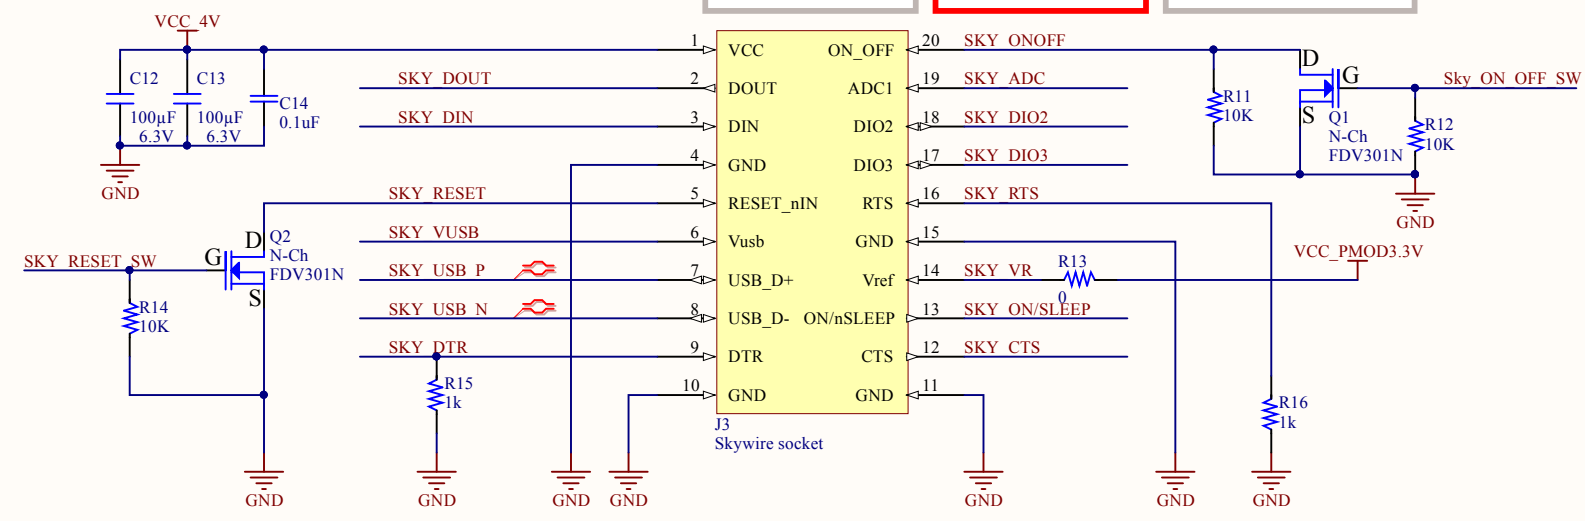 VCC_4V
C12
100µF
6.3V
C13
100µF
6.3V
C14
0.1uF
GND
SKY_DOUT
SKY_DIN
SKY_RESET
SKY_VUSB
SKY_USB_P
SKY_USB_N
SKY_DTR
SKY_RESET_SW
G
D
S
Q2
N-Ch
FDV301N
R14
10K
GND
R15
1k
GND
GND
GND
1 VCC
2 DOUT
3 DIN
4 GND
5 RESET_nIN
6 Vusb
7 USB_D+
8 USB_D-
9 DTR
10 GND
ON_OFF 20
ADC1 19
DIO2 18
DIO3 17
RTS 16
GND 15
Vref 14
ON/nSLEEP 13
CTS 12
GND 11
J3
Skywire socket
SKY_ONOFF
SKY_ADC
SKY_DIO2
SKY_DIO3
SKY_RTS
SKY_VR
R13
0
SKY_ON/SLEEP
SKY_CTS
VCC_PMOD3.3V
R11
10K
D
G
S
Q1
N-Ch
FDV301N
Sky_ON_OFF_SW
R12
10K
GND
R16
1k
GND
GND
GND